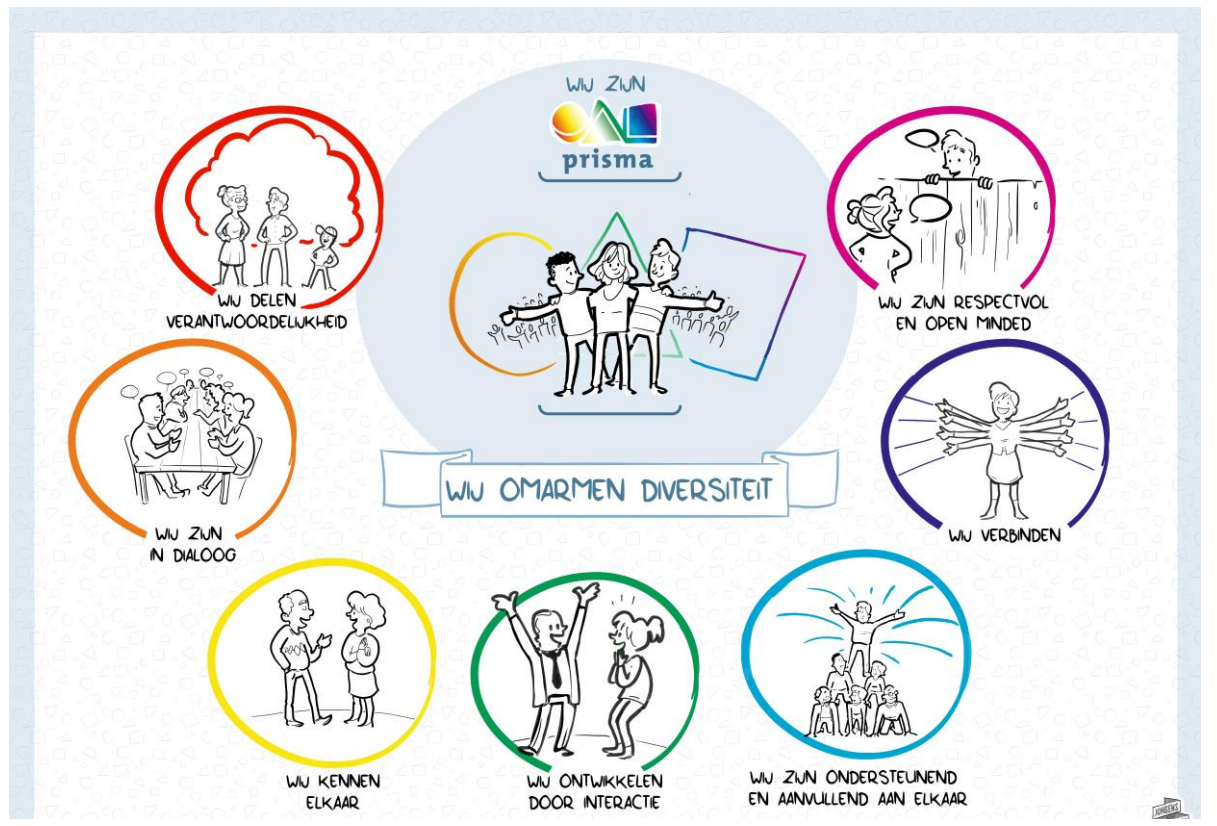 WIJ ZIJN
prisma
WIJ OMARMEN DIVERSITEIT
WIJ DELEN
VERANTWOORDELIJKHEID
WIJ ZIJN
IN DIALOOG
WIJ KENNEN
ELKAAR
WIJ ONTWIKKELEN
DOOR INTERACTIE
WIJ ZIJN ONDERSTEUNEND
EN AANVULLEND AAN ELKAAR
WIJ VERBINDEN
WIJ ZIJN RESPECTVOL
EN OPEN MINDED
JONGENS